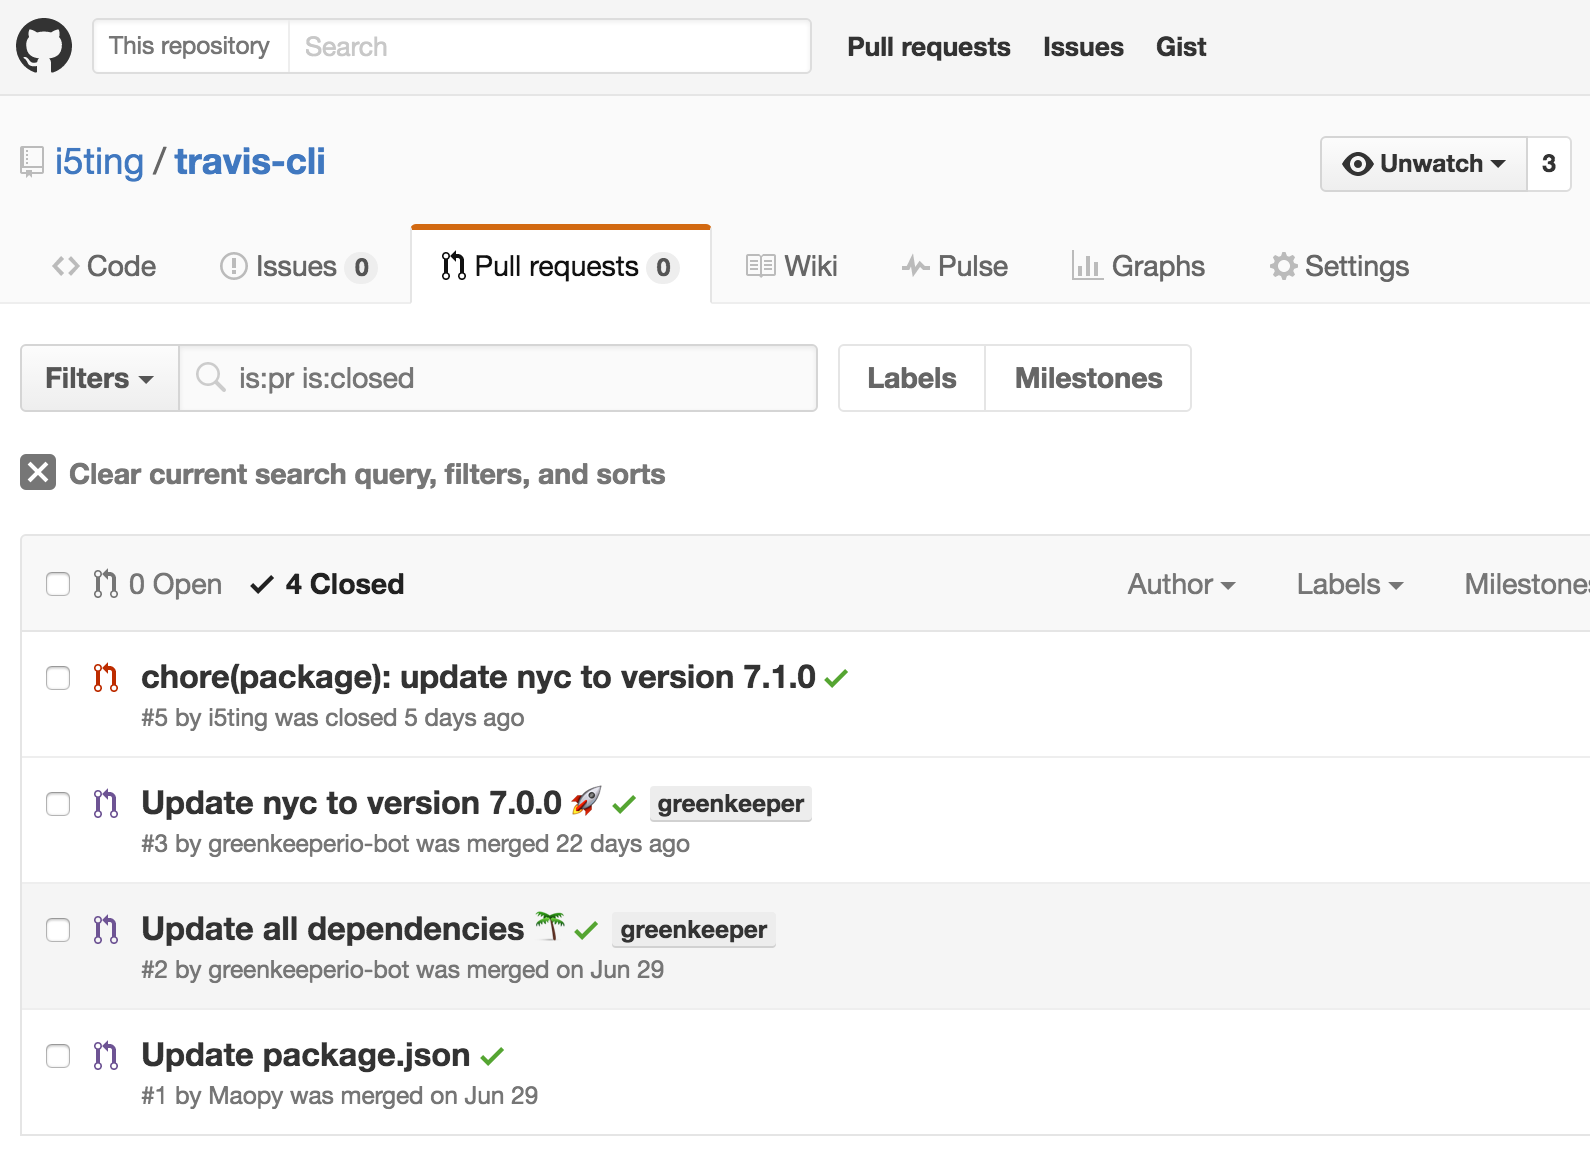 This repository Search Pull requests Issues Gist
i5ting / travis-cli Unwatch 3
Code Issues 0 Pull requests 0 Wiki Pulse Graphs Settings
Filters is:pr is:closed Labels Milestones
Clear current search query, filters, and sorts
0 Open 4 Closed Author Labels Milestones
chore(package): update nyc to version 7.1.0
#5 by i5ting was closed 5 days ago
Update nyc to version 7.0.0 🚀 greenkeeper
#3 by greenkeeperio-bot was merged 22 days ago
Update all dependencies 🌴 greenkeeper
#2 by greenkeeperio-bot was merged on Jun 29
Update package.json
#1 by Maopy was merged on Jun 29